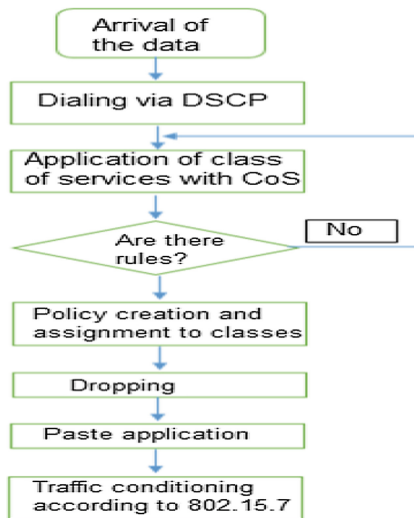 Arrival of
the data
Dialing via DSCP
Application of class
of services with CoS
Are there
rules?
No
Policy creation and
assignment to classes
Dropping
Paste application
Traffic conditioning
according to 802.15.7